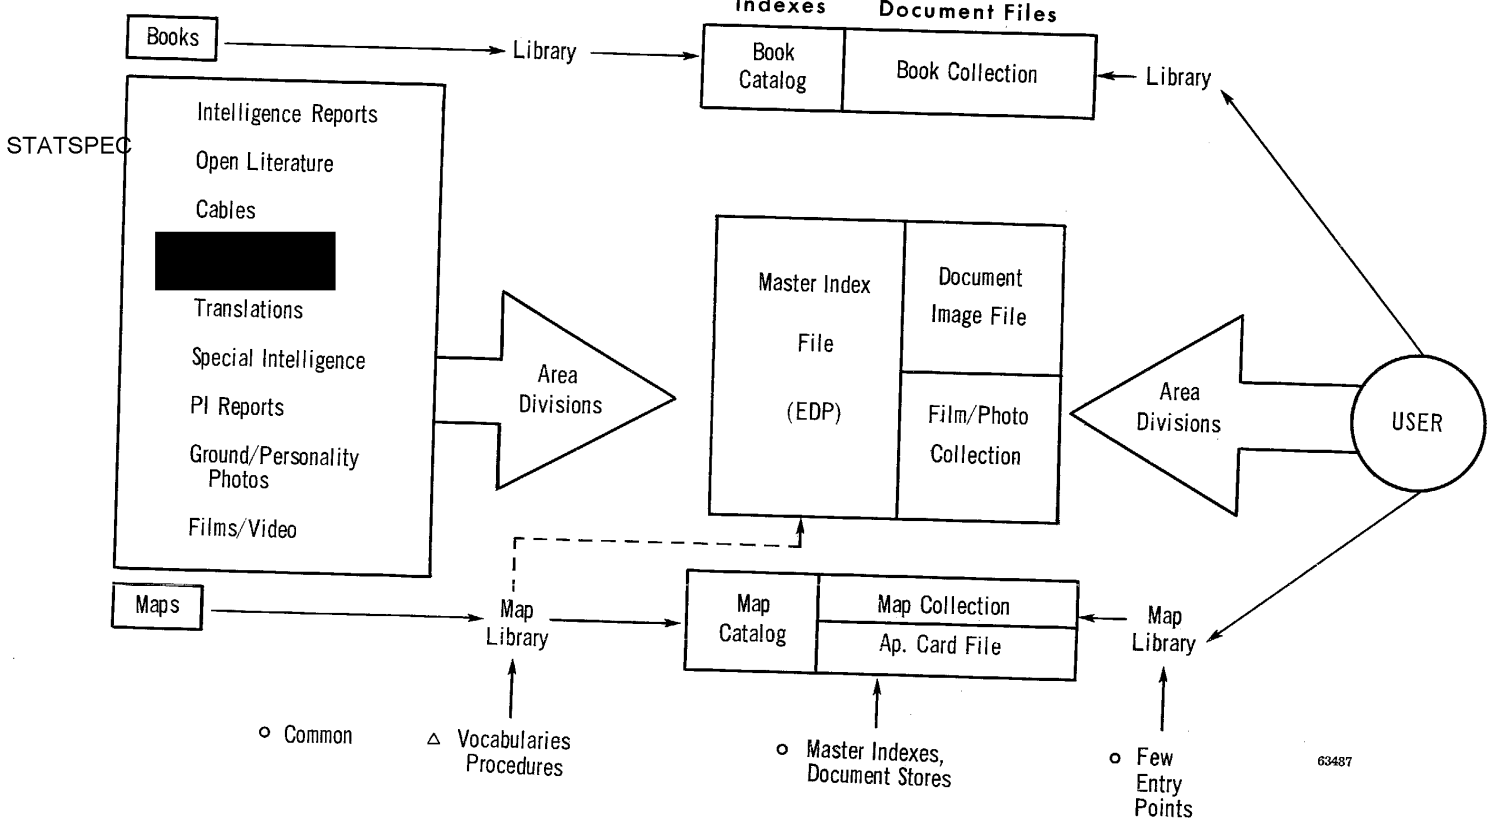 Indexes Document Files
Books
Library
Book
Catalog
Book Collection
Library
STATSPEC
Intelligence Reports
Open Literature
Cables
Translations
Special Intelligence
PI Reports
Ground/Personality
Photos
Films/Video
Area
Divisions
Master Index
File
(EDP)
Document
Image File
Film/Photo
Collection
Area
Divisions
USER
Maps
Map
Library
Map
Catalog
Map Collection
Ap. Card File
Map
Library
○ Common
△ Vocabularies
Procedures
○ Master Indexes,
Document Stores
○ Few
Entry
Points
63487